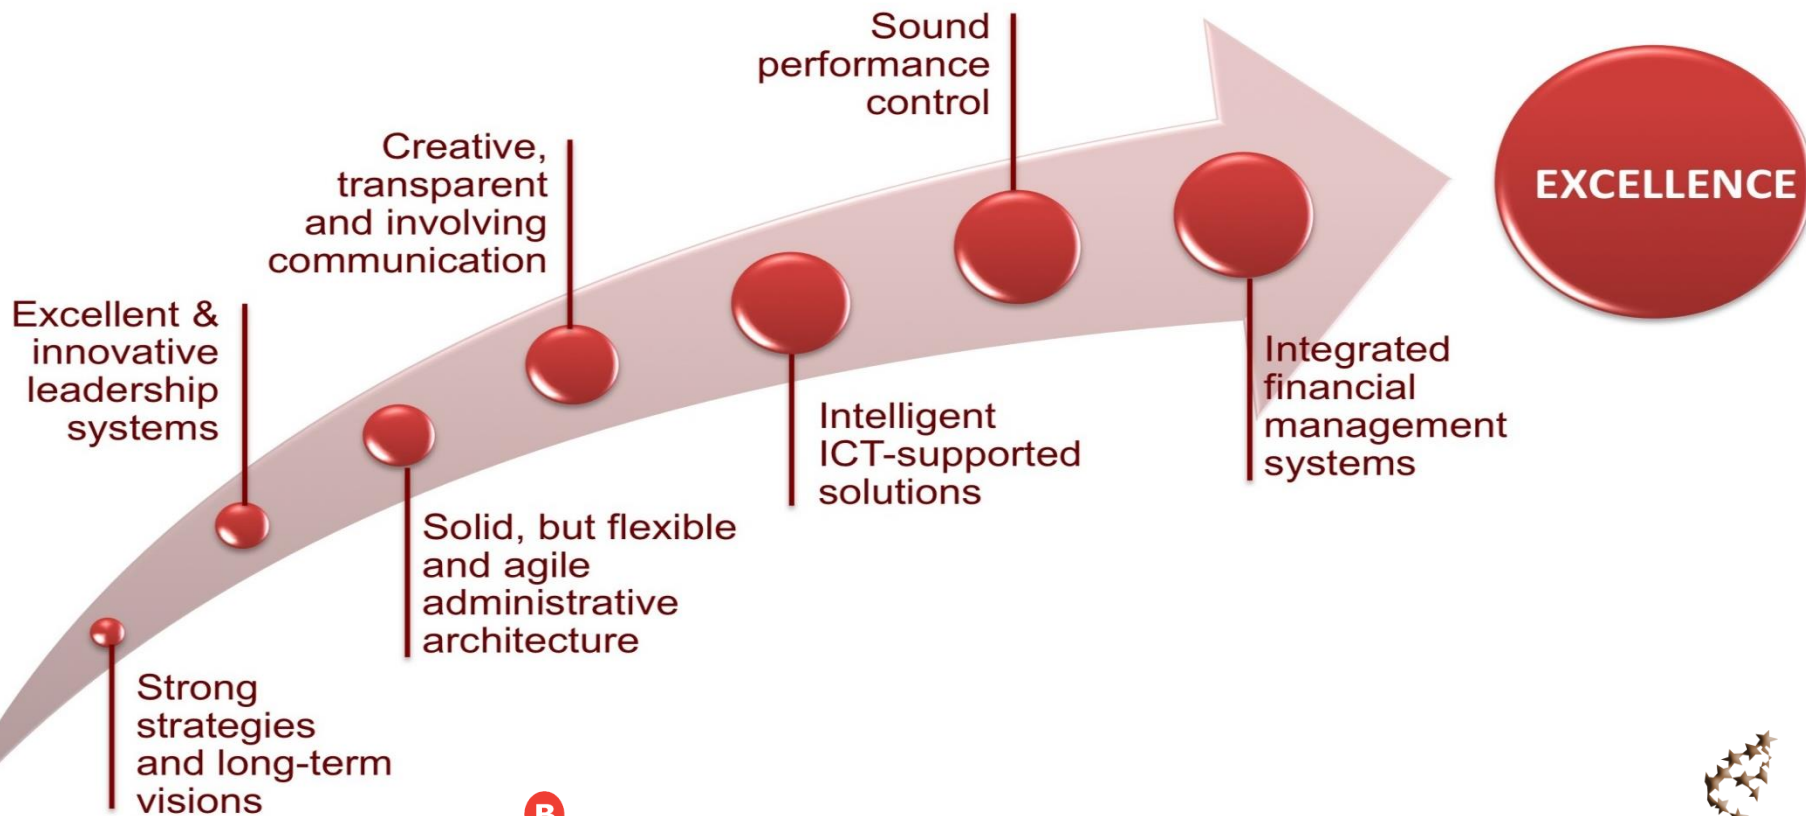 Sound
performance
control
EXCELLENCE
Creative,
transparent
and involving
communication
Excellent &
innovative
leadership
systems
Integrated
financial
management
systems
Intelligent
ICT-supported
solutions
Solid, but flexible
and agile
administrative
architecture
Strong
strategies
and long-term
visions
B